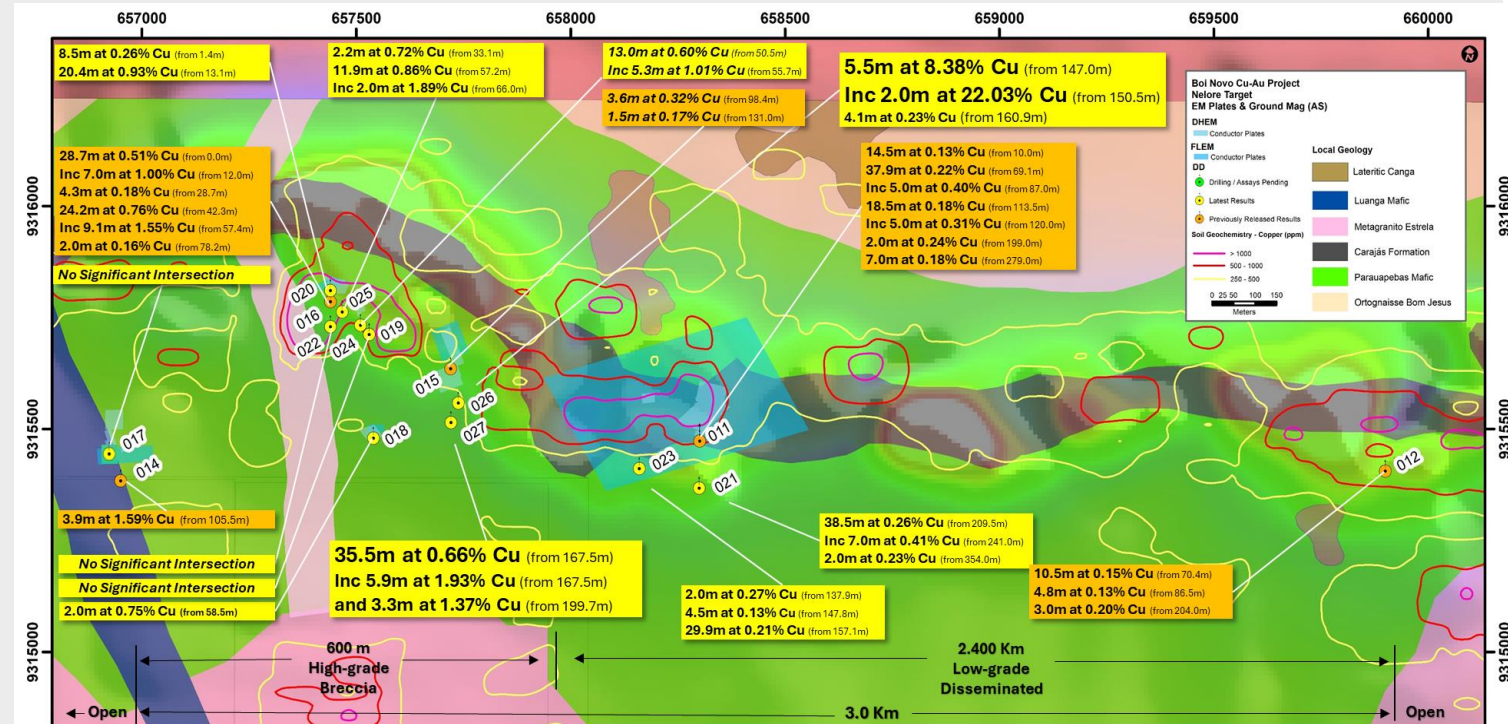 657000
657500
658000
658500
659000
659500
660000
8.5m at 0.26% Cu (from 1.4m)
20.4m at 0.93% Cu (from 13.1m)
2.2m at 0.72% Cu (from 33.1m)
11.9m at 0.86% Cu (from 57.2m)
Inc 2.0m at 1.89% Cu (from 66.0m)
13.0m at 0.60% Cu (from 50.5m)
Inc 5.3m at 1.01% Cu (from 55.7m)
3.6m at 0.32% Cu (from 98.4m)
1.5m at 0.17% Cu (from 131.0m)
5.5m at 8.38% Cu (from 147.0m)
Inc 2.0m at 22.03% Cu (from 150.5m)
4.1m at 0.23% Cu (from 160.9m)
N
Boi Novo Cu-Au Project
Nelore Target
EM Plates & Ground Mag (AS)
DHEM
Conductor Plates
FLEM
Conductor Plates
DD
Drilling / Assays Pending
Latest Results
Previously Released Results
Soil Geochemistry - Copper (ppm)
> 1000
500 - 1000
250 - 500
0 25 50 100 150
Meters
Local Geology
Lateritic Canga
Luanga Mafic
Metagranito Estrela
Carajás Formation
Parauapebas Mafic
Ortognaisse Bom Jesus
28.7m at 0.51% Cu (from 0.0m)
Inc 7.0m at 1.00% Cu (from 12.0m)
4.3m at 0.18% Cu (from 28.7m)
24.2m at 0.76% Cu (from 42.3m)
Inc 9.1m at 1.55% Cu (from 57.4m)
2.0m at 0.16% Cu (from 78.2m)
No Significant Intersection
14.5m at 0.13% Cu (from 10.0m)
37.9m at 0.22% Cu (from 69.1m)
Inc 5.0m at 0.40% Cu (from 87.0m)
18.5m at 0.18% Cu (from 113.5m)
Inc 5.0m at 0.31% Cu (from 120.0m)
2.0m at 0.24% Cu (from 199.0m)
7.0m at 0.18% Cu (from 279.0m)
9316000
9316000
020
025
016
019
022
024
015
026
027
018
017
014
011
023
021
012
9315500
9315500
3.9m at 1.59% Cu (from 105.5m)
No Significant Intersection
No Significant Intersection
2.0m at 0.75% Cu (from 58.5m)
35.5m at 0.66% Cu (from 167.5m)
Inc 5.9m at 1.93% Cu (from 167.5m)
and 3.3m at 1.37% Cu (from 199.7m)
38.5m at 0.26% Cu (from 209.5m)
Inc 7.0m at 0.41% Cu (from 241.0m)
2.0m at 0.23% Cu (from 354.0m)
2.0m at 0.27% Cu (from 137.9m)
4.5m at 0.13% Cu (from 147.8m)
29.9m at 0.21% Cu (from 157.1m)
10.5m at 0.15% Cu (from 70.4m)
4.8m at 0.13% Cu (from 86.5m)
3.0m at 0.20% Cu (from 204.0m)
9315000
9315000
600 m
High-grade
Breccia
2.400 Km
Low-grade
Disseminated
Open
3.0 Km
Open